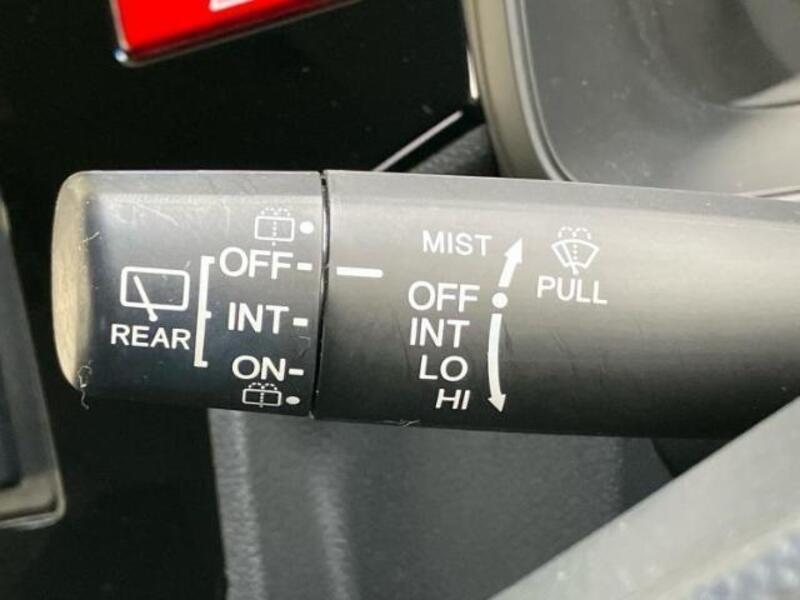 REAR
OFF
INT
ON
MIST
OFF
INT
LO
HI
PULL